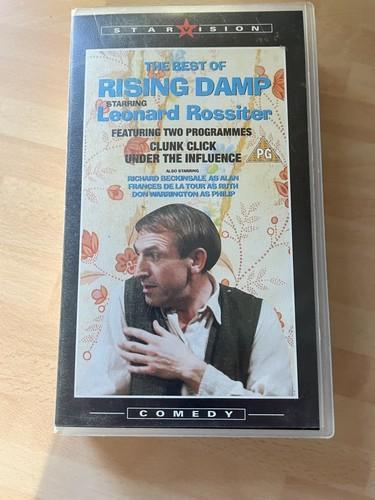 STAR VISION
THE BEST OF
RISING DAMP
STARRING
Leonard Rossiter
FEATURING TWO PROGRAMMES
CLUNK CLICK
UNDER THE INFLUENCE
PG
ALSO STARRING
RICHARD BECKINSALE AS ALAN
FRANCES DE LA TOUR AS RUTH
DON WARRINGTON AS PHILIP
COMEDY